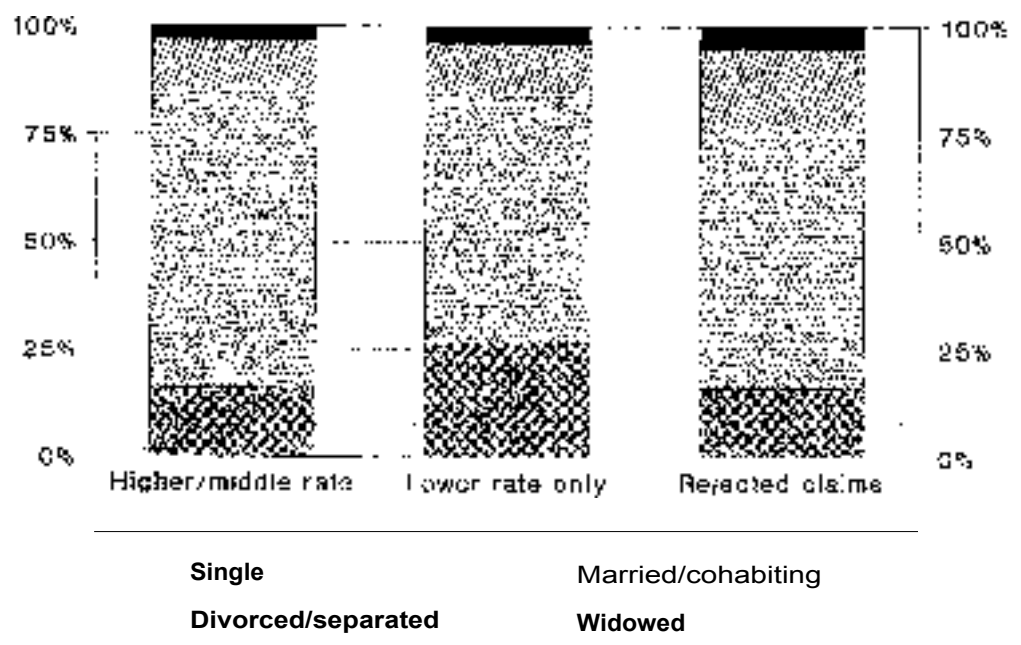 100% 100%
75% 75%
50% 50%
25% 25%
0% 0%
Higher/middle rate Lower rate only Rejected claims
Single Married/cohabiting
Divorced/separated Widowed